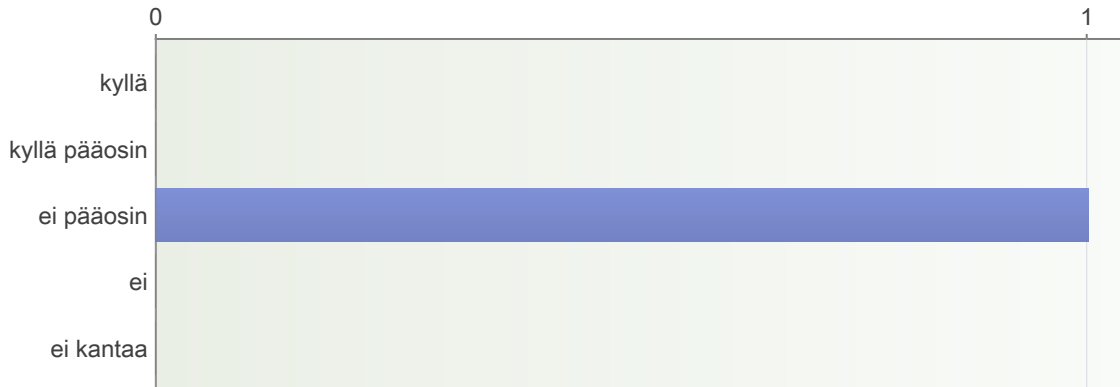 0 1
kyllä
kyllä pääosin
ei pääosin
ei
ei kantaa